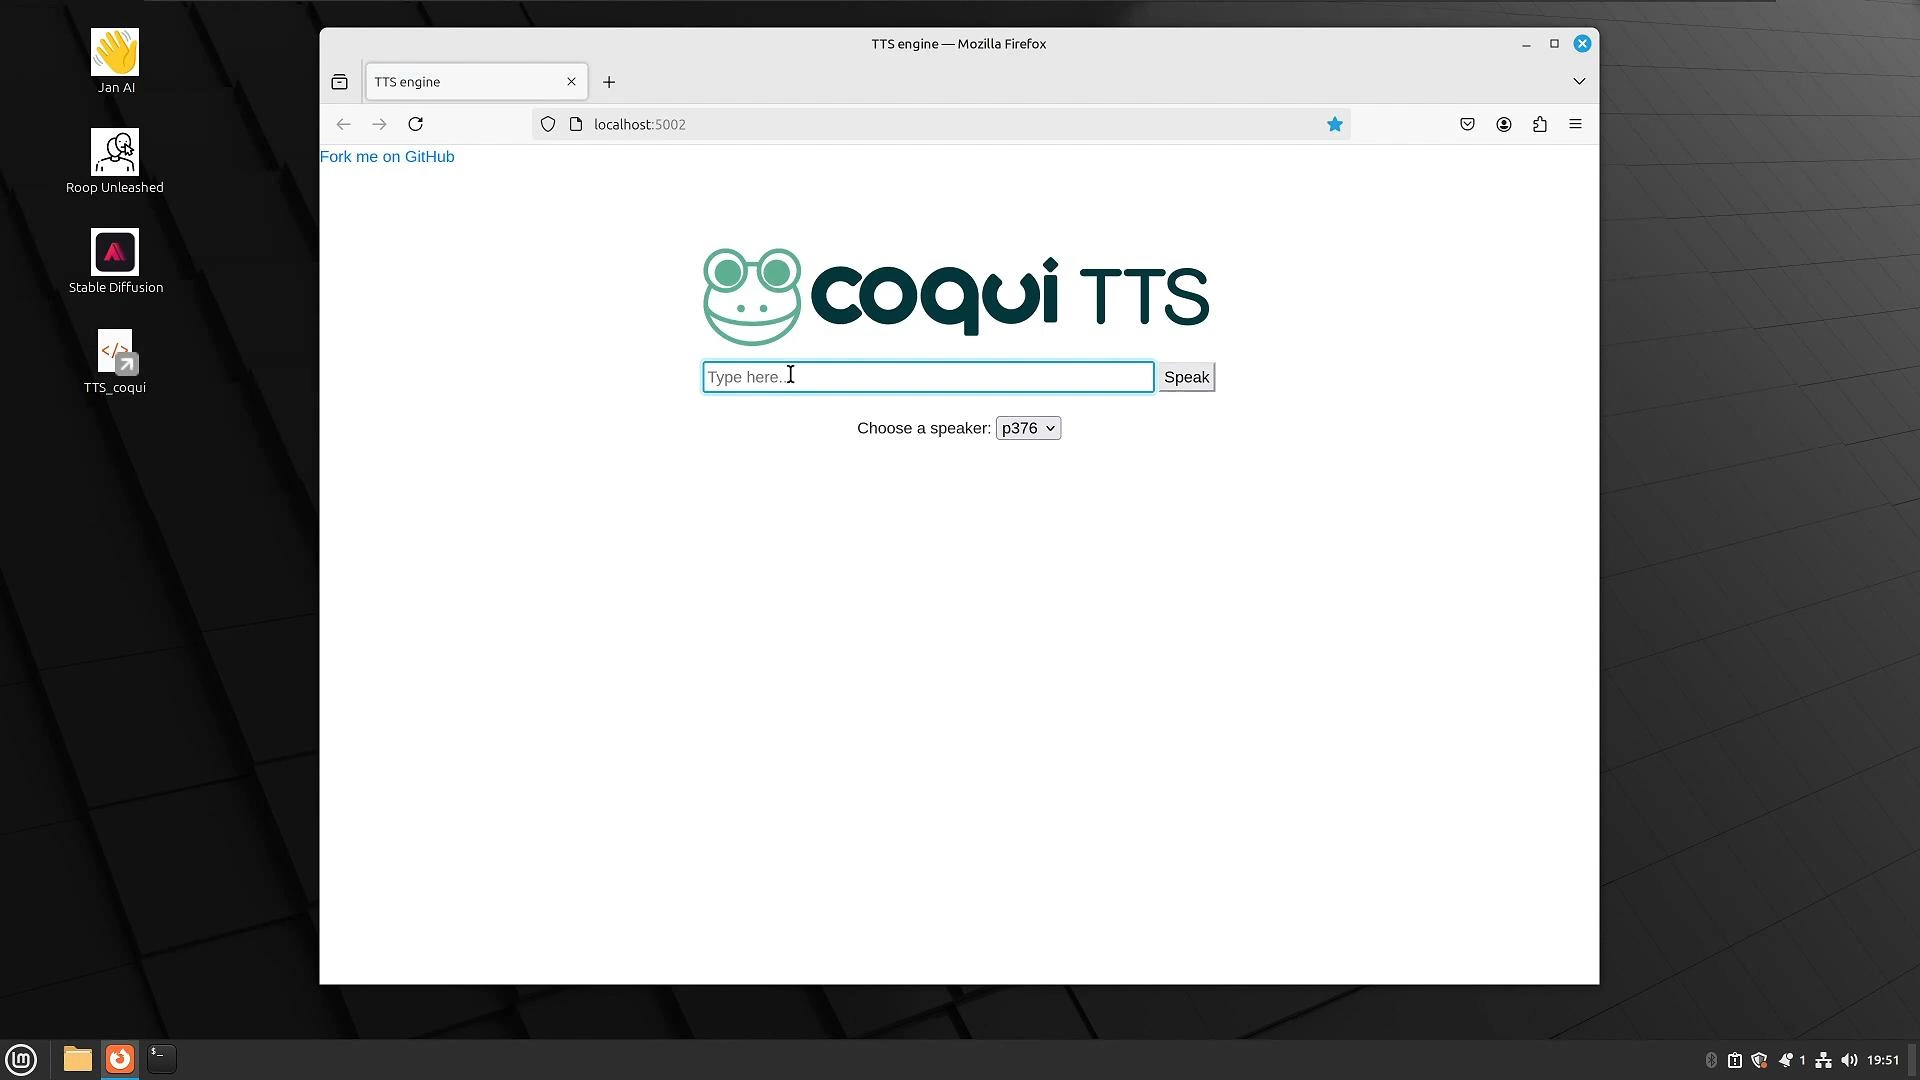 Jan AI
Roop Unleashed
Stable Diffusion
</>
TTS_coqui
TTS engine — Mozilla Firefox
TTS engine
localhost:5002
Fork me on GitHub
coqui TTS
Type here...
Speak
Choose a speaker: p376
lm
$_
1
19:51